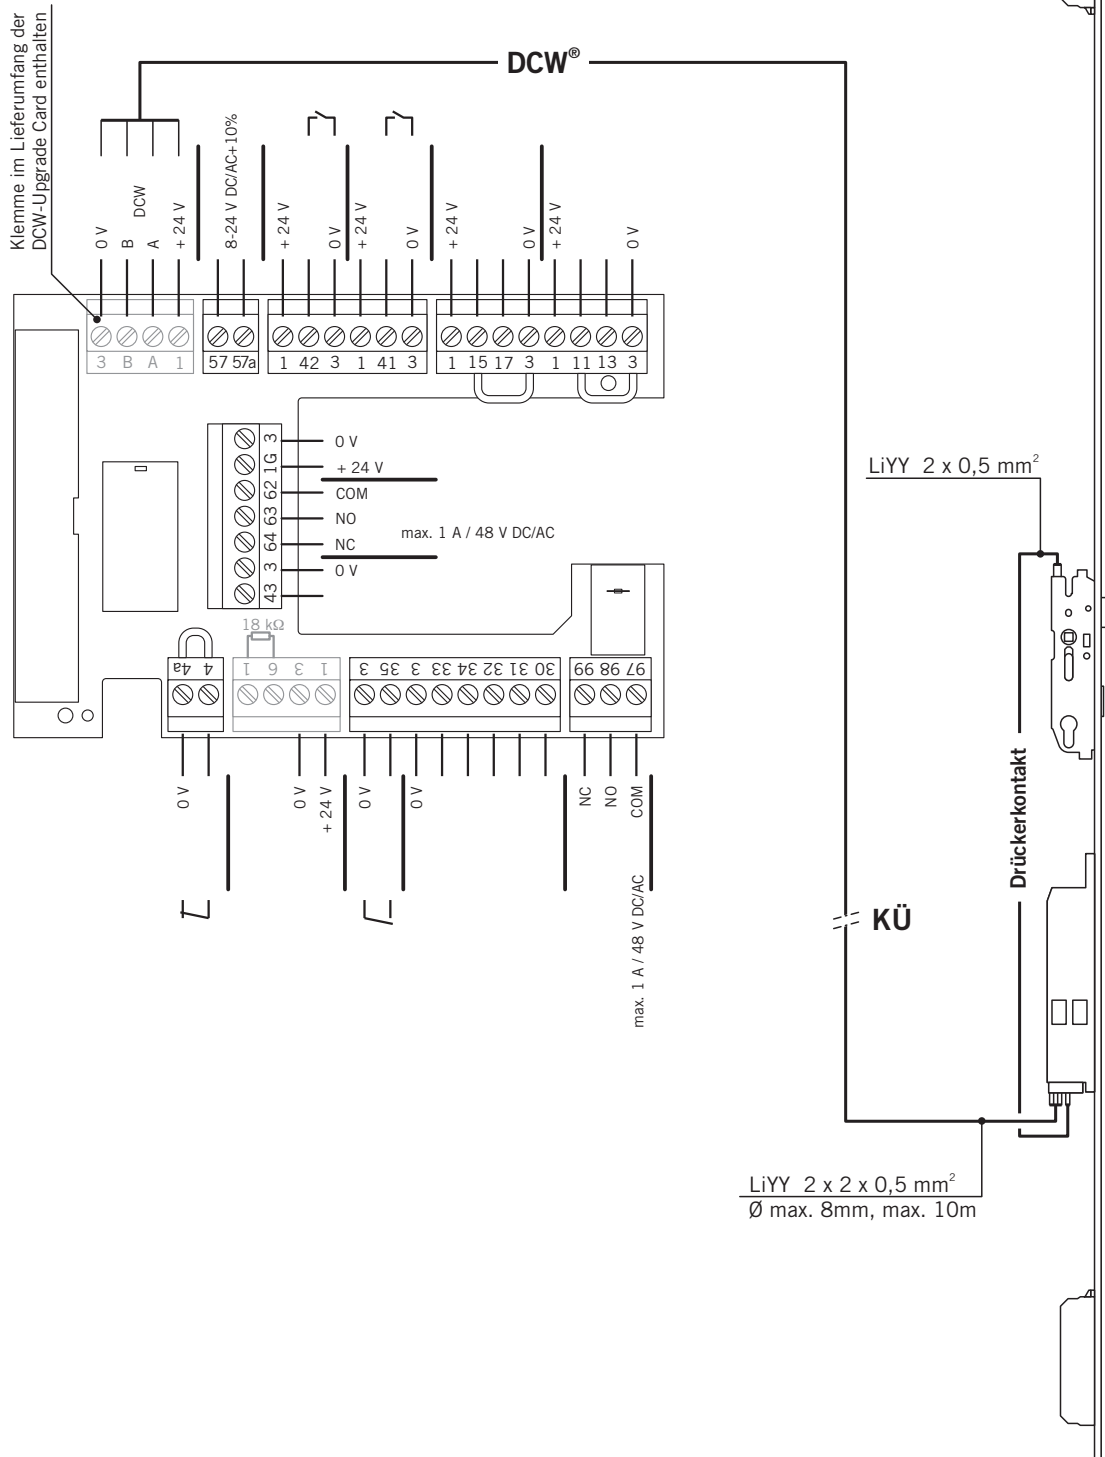 Klemme im Lieferumfang der
DCW-Upgrade Card enthalten
DCW®
0 V
B
DCW
A
+ 24 V
8-24 V DC/AC+10%
+ 24 V
0 V
+ 24 V
0 V
+ 24 V
0 V
+ 24 V
0 V
3 B A 1
57 57a
1 42 3 1 41 3
1 15 17 3 1 11 13 3
3 0 V
1G + 24 V
62 COM
63 NO
max. 1 A / 48 V DC/AC
64 NC
3 0 V
43
18 kΩ
4a 4
1 6 3 1
3 35 3 33 34 32 31 30
99 98 97
0 V
0 V
+ 24 V
0 V
0 V
NC
NO
COM
max. 1 A / 48 V DC/AC
LiYY 2 x 0,5 mm²
Drückerkontakt
KÜ
LiYY 2 x 2 x 0,5 mm²
Ø max. 8mm, max. 10m